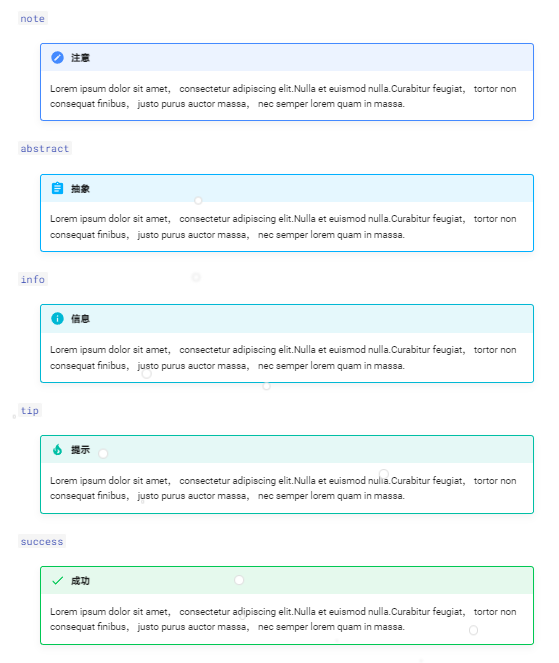 note
注意
Lorem ipsum dolor sit amet， consectetur adipiscing elit.Nulla et euismod nulla.Curabitur feugiat， tortor non
consequat finibus， justo purus auctor massa， nec semper lorem quam in massa.
abstract
抽象
Lorem ipsum dolor sit amet， consectetur adipiscing elit.Nulla et euismod nulla.Curabitur feugiat， tortor non
consequat finibus， justo purus auctor massa， nec semper lorem quam in massa.
info
信息
Lorem ipsum dolor sit amet， consectetur adipiscing elit.Nulla et euismod nulla.Curabitur feugiat， tortor non
consequat finibus， justo purus auctor massa， nec semper lorem quam in massa.
tip
提示
Lorem ipsum dolor sit amet， consectetur adipiscing elit.Nulla et euismod nulla.Curabitur feugiat， tortor non
consequat finibus， justo purus auctor massa， nec semper lorem quam in massa.
success
成功
Lorem ipsum dolor sit amet， consectetur adipiscing elit.Nulla et euismod nulla.Curabitur feugiat， tortor non
consequat finibus， justo purus auctor massa， nec semper lorem quam in massa.